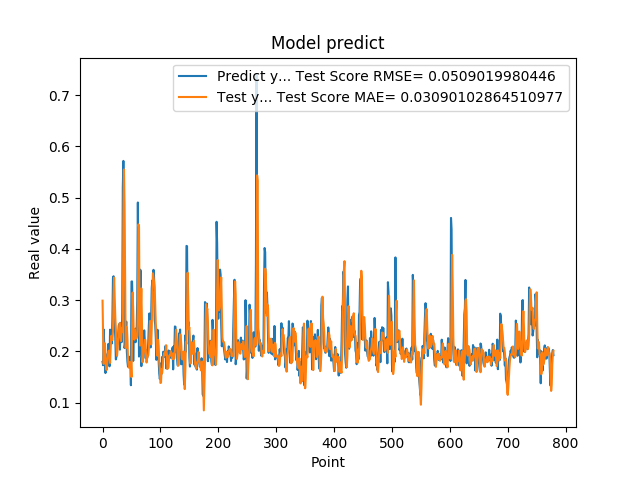 Model predict
Predict y... Test Score RMSE= 0.0509019980446
Test y... Test Score MAE= 0.03090102864510977
0.7
0.6
0.5
0.4
0.3
0.2
0.1
Real value
0 100 200 300 400 500 600 700 800
Point